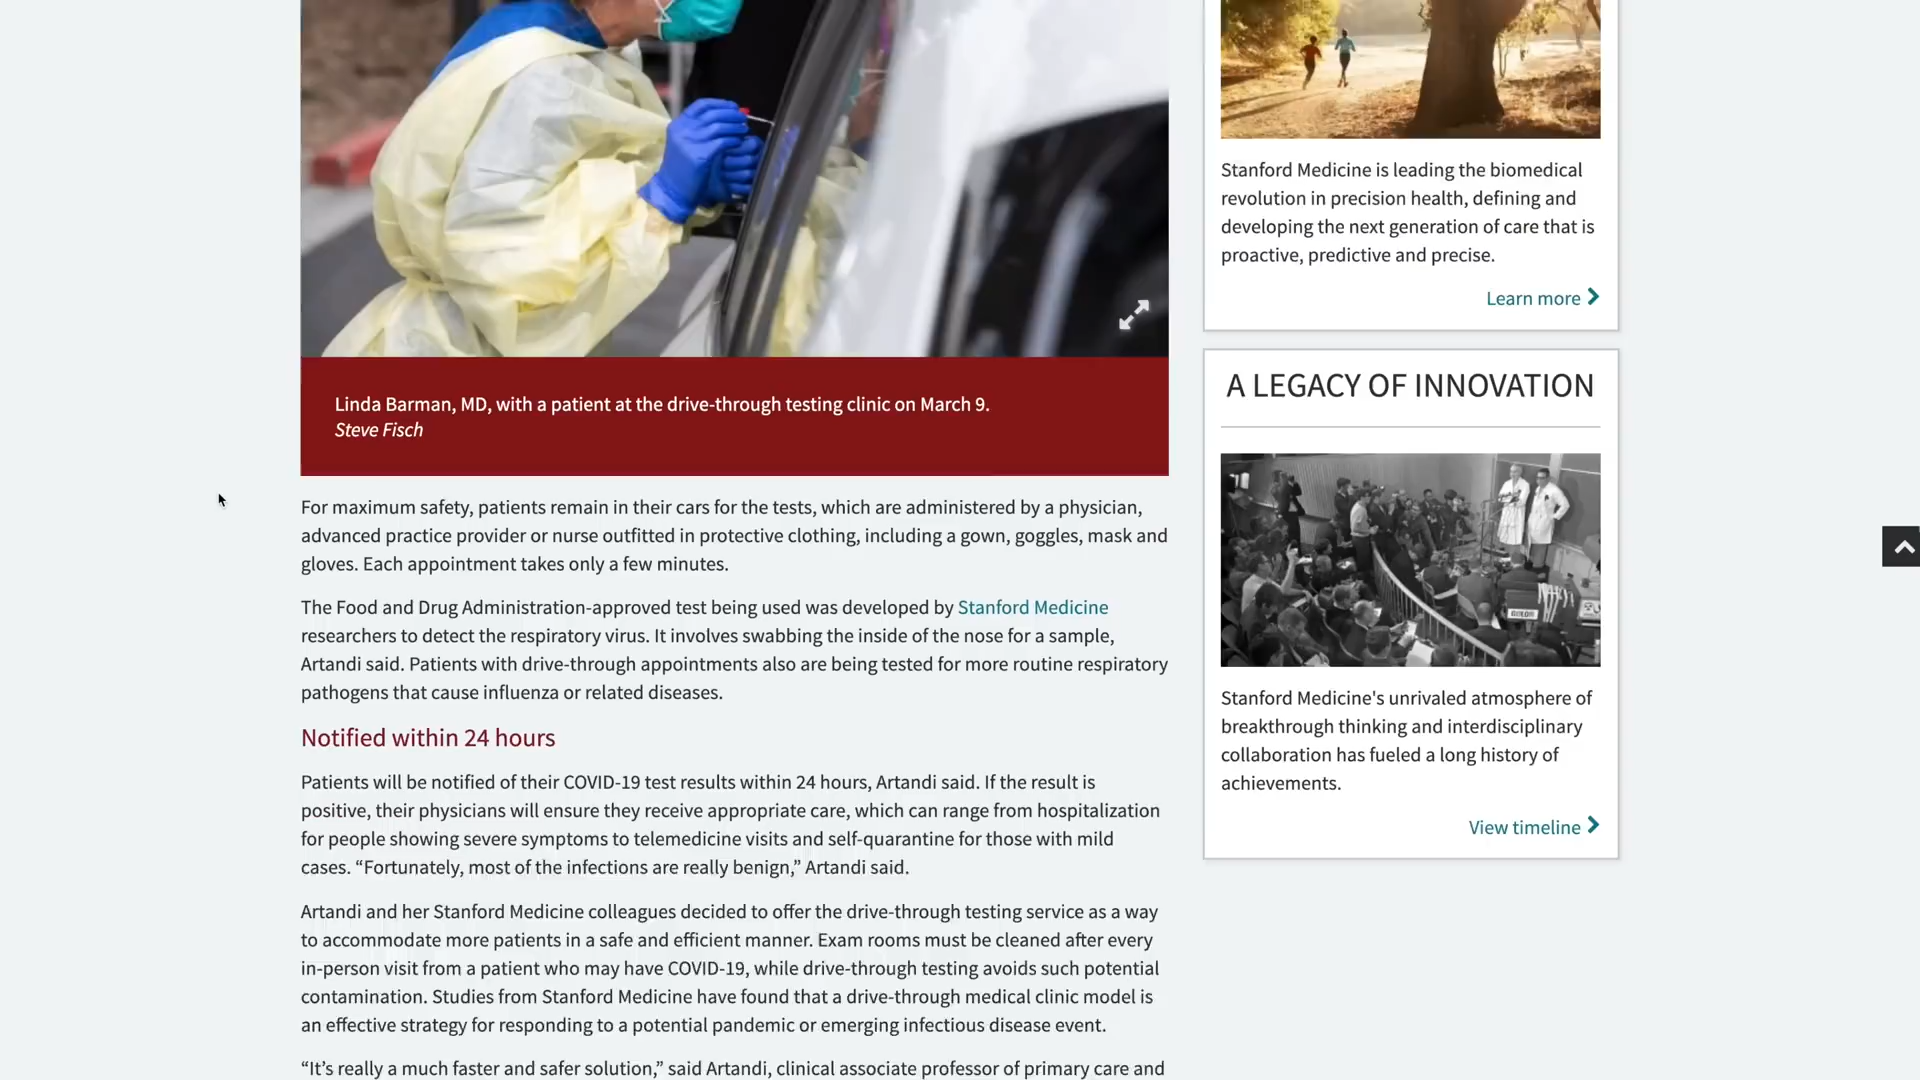 Linda Barman, MD, with a patient at the drive-through testing clinic on March 9.
Steve Fisch
For maximum safety, patients remain in their cars for the tests, which are administered by a physician,
advanced practice provider or nurse outfitted in protective clothing, including a gown, goggles, mask and
gloves. Each appointment takes only a few minutes.
The Food and Drug Administration-approved test being used was developed by Stanford Medicine
researchers to detect the respiratory virus. It involves swabbing the inside of the nose for a sample,
Artandi said. Patients with drive-through appointments also are being tested for more routine respiratory
pathogens that cause influenza or related diseases.
Notified within 24 hours
Patients will be notified of their COVID-19 test results within 24 hours, Artandi said. If the result is
positive, their physicians will ensure they receive appropriate care, which can range from hospitalization
for people showing severe symptoms to telemedicine visits and self-quarantine for those with mild
cases. “Fortunately, most of the infections are really benign,” Artandi said.
Artandi and her Stanford Medicine colleagues decided to offer the drive-through testing service as a way
to accommodate more patients in a safe and efficient manner. Exam rooms must be cleaned after every
in-person visit from a patient who may have COVID-19, while drive-through testing avoids such potential
contamination. Studies from Stanford Medicine have found that a drive-through medical clinic model is
an effective strategy for responding to a potential pandemic or emerging infectious disease event.
“It’s really a much faster and safer solution,” said Artandi, clinical associate professor of primary care and
Stanford Medicine is leading the biomedical
revolution in precision health, defining and
developing the next generation of care that is
proactive, predictive and precise.
Learn more
A LEGACY OF INNOVATION
Stanford Medicine's unrivaled atmosphere of
breakthrough thinking and interdisciplinary
collaboration has fueled a long history of
achievements.
View timeline